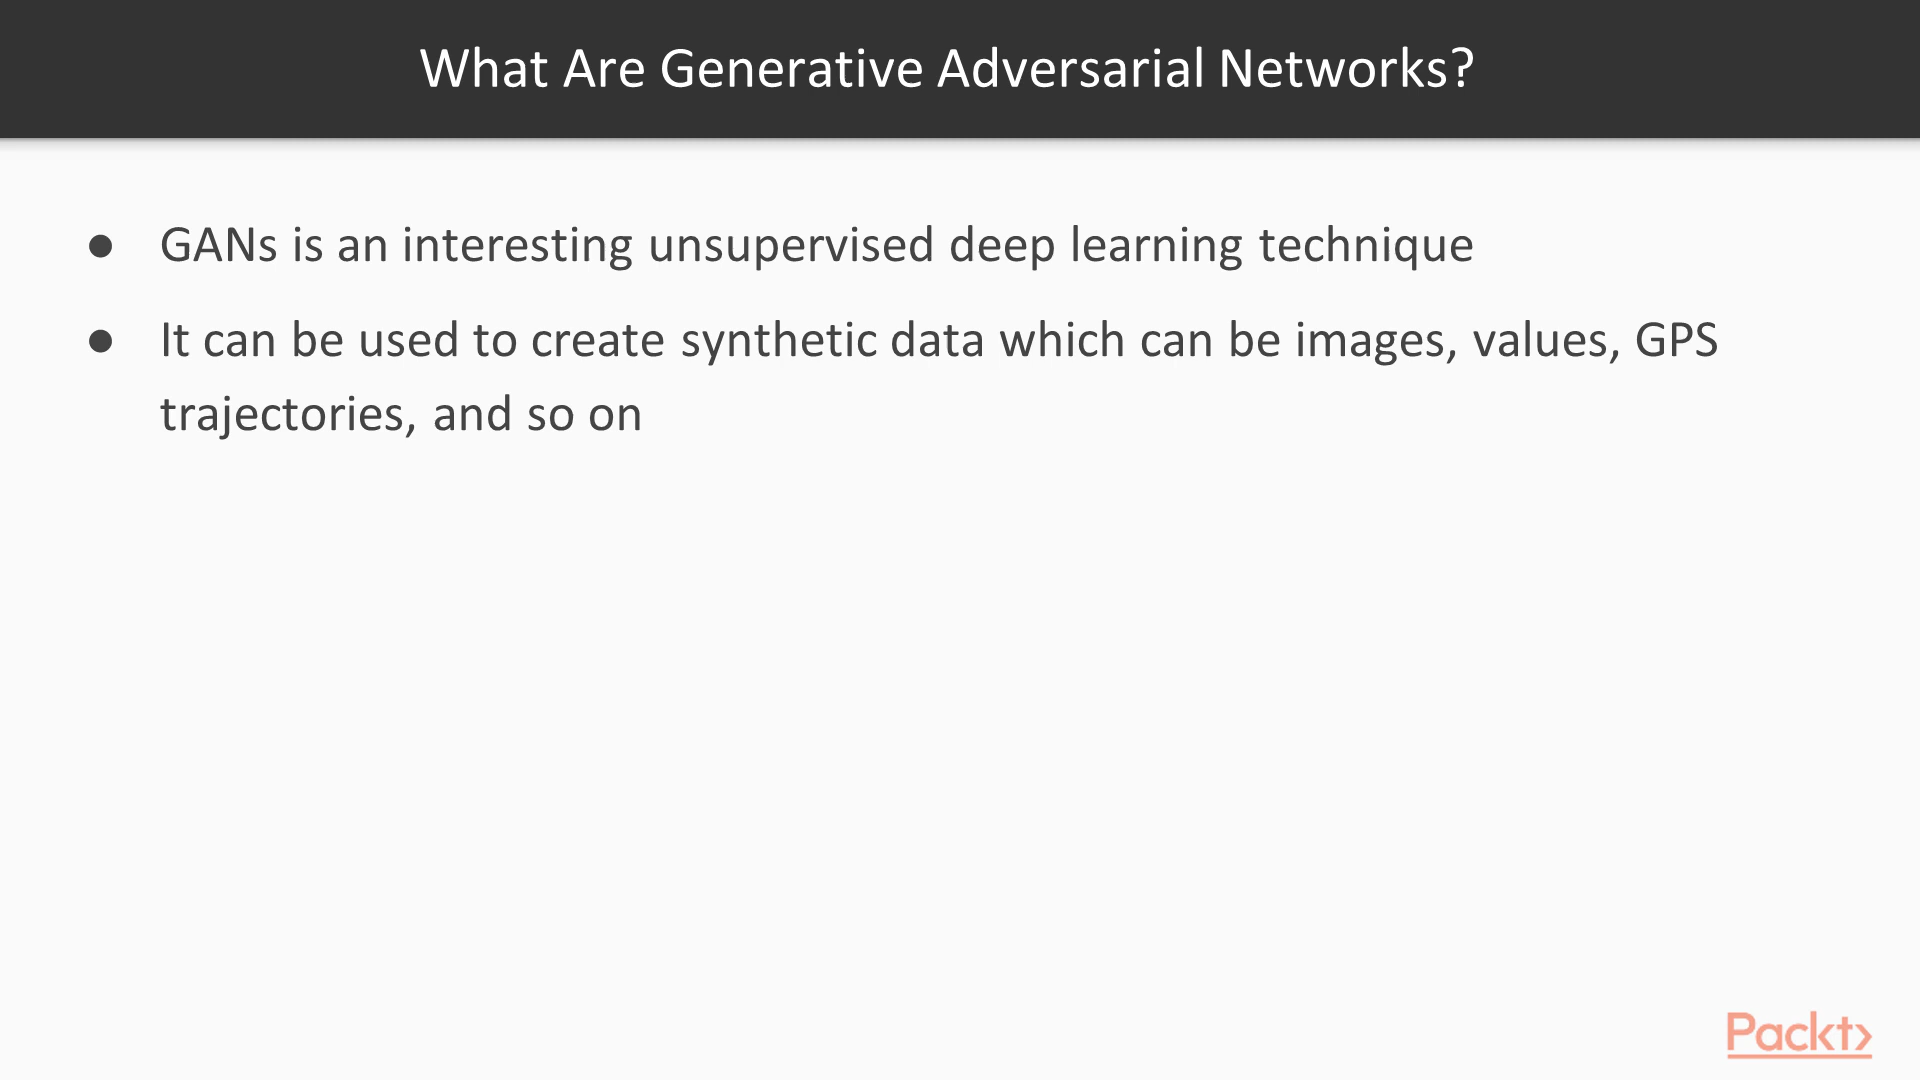 What Are Generative Adversarial Networks?
● GANs is an interesting unsupervised deep learning technique
● It can be used to create synthetic data which can be images, values, GPS
trajectories, and so on
Packt>